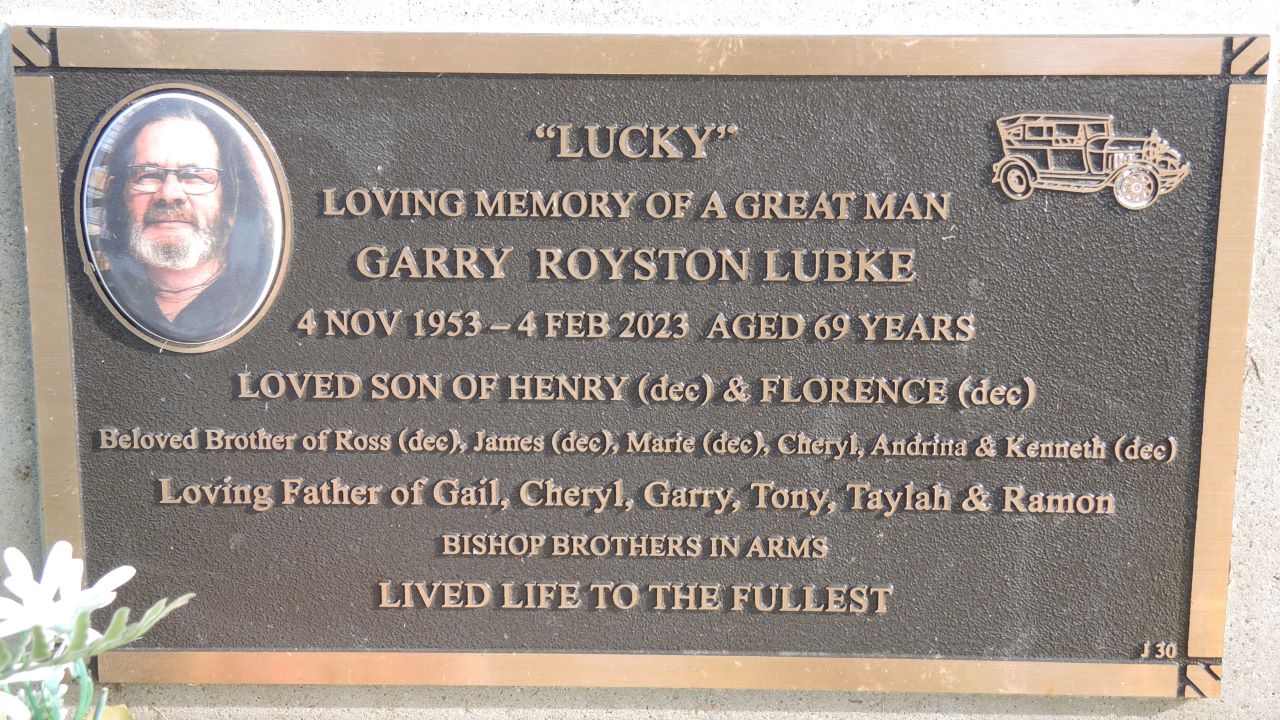 “LUCKY”
LOVING MEMORY OF A GREAT MAN
GARRY ROYSTON LUBKE
4 NOV 1953 – 4 FEB 2023 AGED 69 YEARS
LOVED SON OF HENRY (dec) & FLORENCE (dec)
Beloved Brother of Ross (dec), James (dec), Marie (dec), Cheryl, Andrina & Kenneth (dec)
Loving Father of Gail, Cheryl, Garry, Tony, Taylah & Ramon
BISHOP BROTHERS IN ARMS
LIVED LIFE TO THE FULLEST
J 30